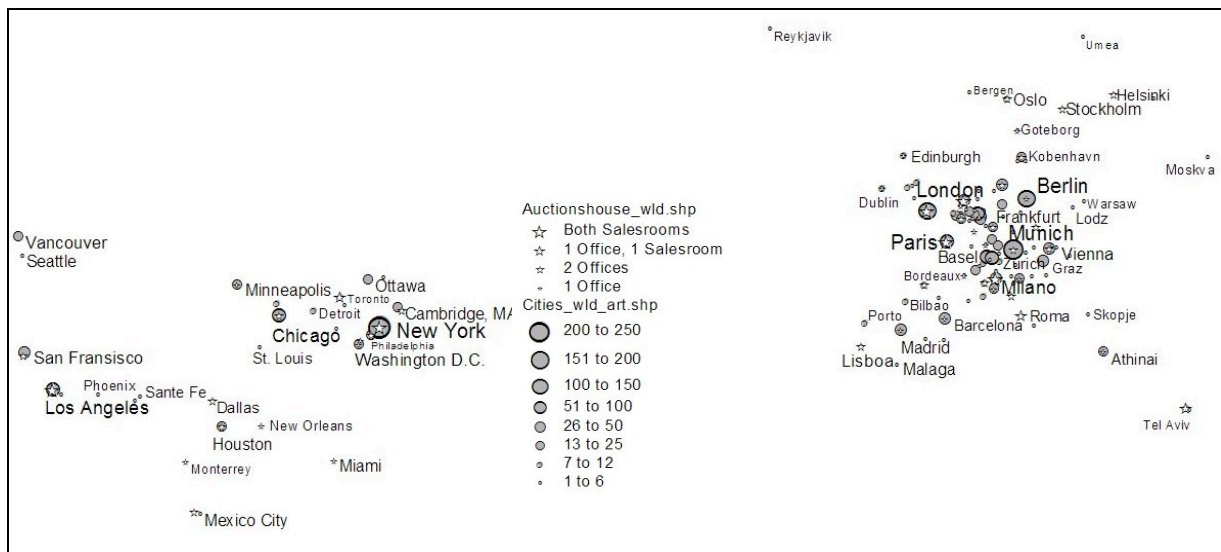 Reykjavik
Umea
Bergen
Oslo
Helsinki
Stockholm
Goteborg
Edinburgh
Kobenhavn
Moskva
Dublin
London
Berlin
Warsaw
Lodz
Frankfurt
Paris
Munich
Basel
Zurich
Vienna
Graz
Bordeaux
Milano
Bilbao
Porto
Barcelona
Roma
Skopje
Lisboa
Madrid
Malaga
Athinai
Tel Aviv
Vancouver
Seattle
Minneapolis
Ottawa
Toronto
Detroit
Cambridge, MA
Chicago
New York
Philadelphia
St. Louis
Washington D.C.
San Fransisco
Phoenix
Sante Fe
Los Angeles
Dallas
New Orleans
Houston
Monterrey
Miami
Mexico City
Auctionshouse_wld.shp
Both Salesrooms
1 Office, 1 Salesroom
2 Offices
1 Office
Cities_wld_art.shp
200 to 250
151 to 200
100 to 150
51 to 100
26 to 50
13 to 25
7 to 12
1 to 6